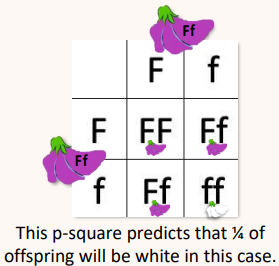 Ff
F f
F FF Ff
Ff
f Ff ff
This p-square predicts that ¼ of
offspring will be white in this case.